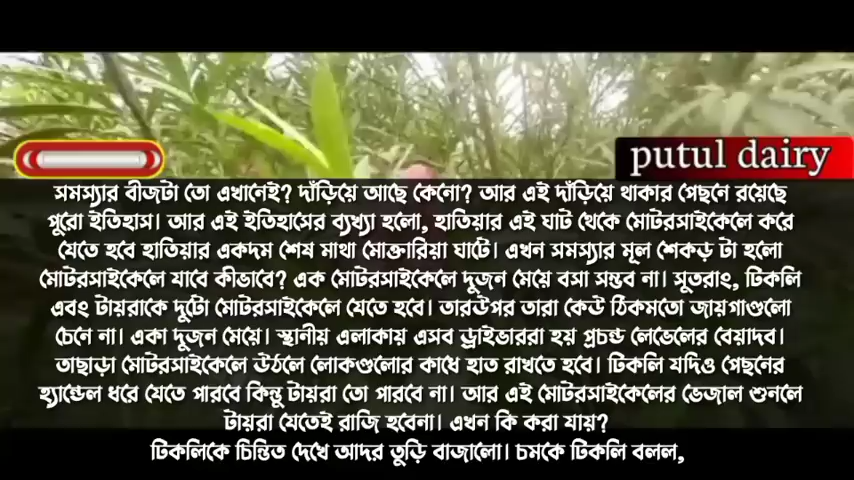 putul dairy
সমস্যার বীজটা তো এখানেই? দাঁড়িয়ে আছে কেনো? আর এই দাঁড়িয়ে থাকার পেছনে রয়েছে
পুরো ইতিহাস। আর এই ইতিহাসের ব্যখ্যা হলো, হাতিয়ার এই ঘাট থেকে মোটরসাইকেলে করে
যেতে হবে হাতিয়ার একদম শেষ মাথা মোক্তারিয়া ঘাটে। এখন সমস্যার মূল শেকড় টা হলো
মোটরসাইকেলে যাবে কীভাবে? এক মোটরসাইকেলে দুজন মেয়ে বসা সম্ভব না। সূতরাং, টিকলি
এবং টায়রাকে দুটো মোটরসাইকেলে যেতে হবে। তারউপর তারা কেউ ঠিকমতো জায়গাগুলো
চেনে না। একা দুজন মেয়ে। স্থানীয় এলাকায় এসব ড্রাইভাররা হয় প্রচন্ড লেভেলের বেয়াদব।
তাছাড়া মোটরসাইকেলে উঠলে লোকগুলোর কাধে হাত রাখতে হবে। টিকলি যদিও পেছনের
হ্যান্ডেল ধরে যেতে পারবে কিন্তু টায়রা তো পারবে না। আর এই মোটরসাইকেলের ভেজাল শুনলে
টায়রা যেতেই রাজি হবেনা। এখন কি করা যায়?
টিকলিকে চিন্তিত দেখে আদর তুড়ি বাজালো। চমকে টিকলি বলল,